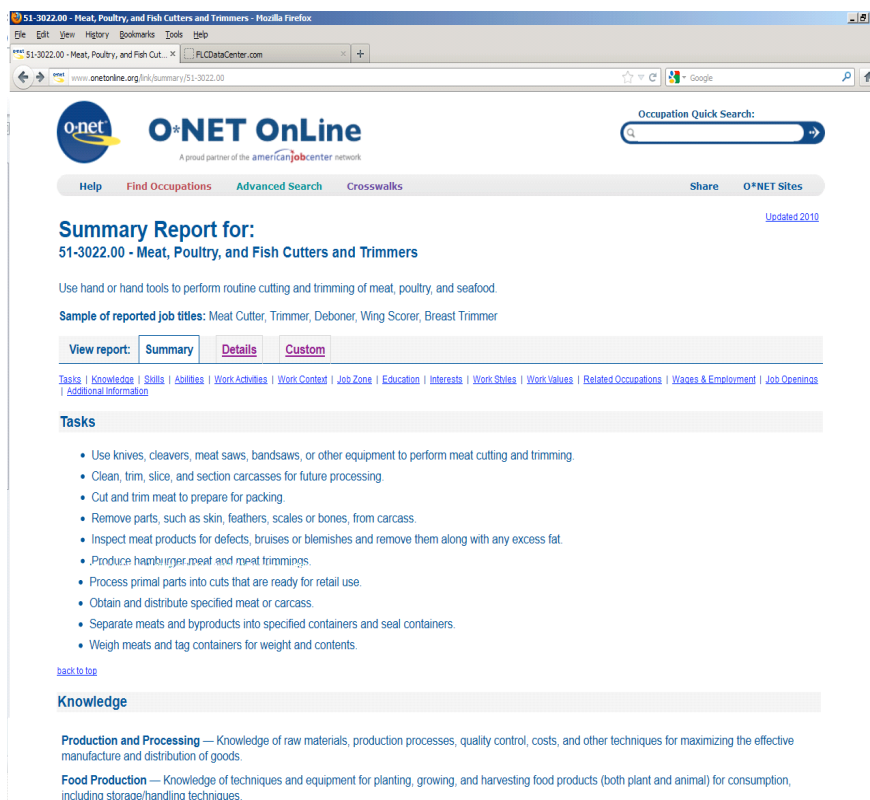 51-3022.00 - Meat, Poultry, and Fish Cutters and Trimmers - Mozilla Firefox
File Edit View History Bookmarks Tools Help
51-3022.00 - Meat, Poultry, and Fish Cut... × FLCDataCenter.com × +
www.onetonline.org/link/summary/51-3022.00 Google
Occupation Quick Search:
o·net O*NET OnLine
A proud partner of the americanjobcenter network
Help Find Occupations Advanced Search Crosswalks Share O*NET Sites
Updated 2010
Summary Report for:
51-3022.00 - Meat, Poultry, and Fish Cutters and Trimmers
Use hand or hand tools to perform routine cutting and trimming of meat, poultry, and seafood.
Sample of reported job titles: Meat Cutter, Trimmer, Deboner, Wing Scorer, Breast Trimmer
View report: Summary Details Custom
Tasks | Knowledge | Skills | Abilities | Work Activities | Work Context | Job Zone | Education | Interests | Work Styles | Work Values | Related Occupations | Wages & Employment | Job Openings
| Additional Information
Tasks
• Use knives, cleavers, meat saws, bandsaws, or other equipment to perform meat cutting and trimming.
• Clean, trim, slice, and section carcasses for future processing.
• Cut and trim meat to prepare for packing.
• Remove parts, such as skin, feathers, scales or bones, from carcass.
• Inspect meat products for defects, bruises or blemishes and remove them along with any excess fat.
• Produce hamburger meat and meat trimmings.
• Process primal parts into cuts that are ready for retail use.
• Obtain and distribute specified meat or carcass.
• Separate meats and byproducts into specified containers and seal containers.
• Weigh meats and tag containers for weight and contents.
back to top
Knowledge
Production and Processing — Knowledge of raw materials, production processes, quality control, costs, and other techniques for maximizing the effective
manufacture and distribution of goods.
Food Production — Knowledge of techniques and equipment for planting, growing, and harvesting food products (both plant and animal) for consumption,
including storage/handling techniques.